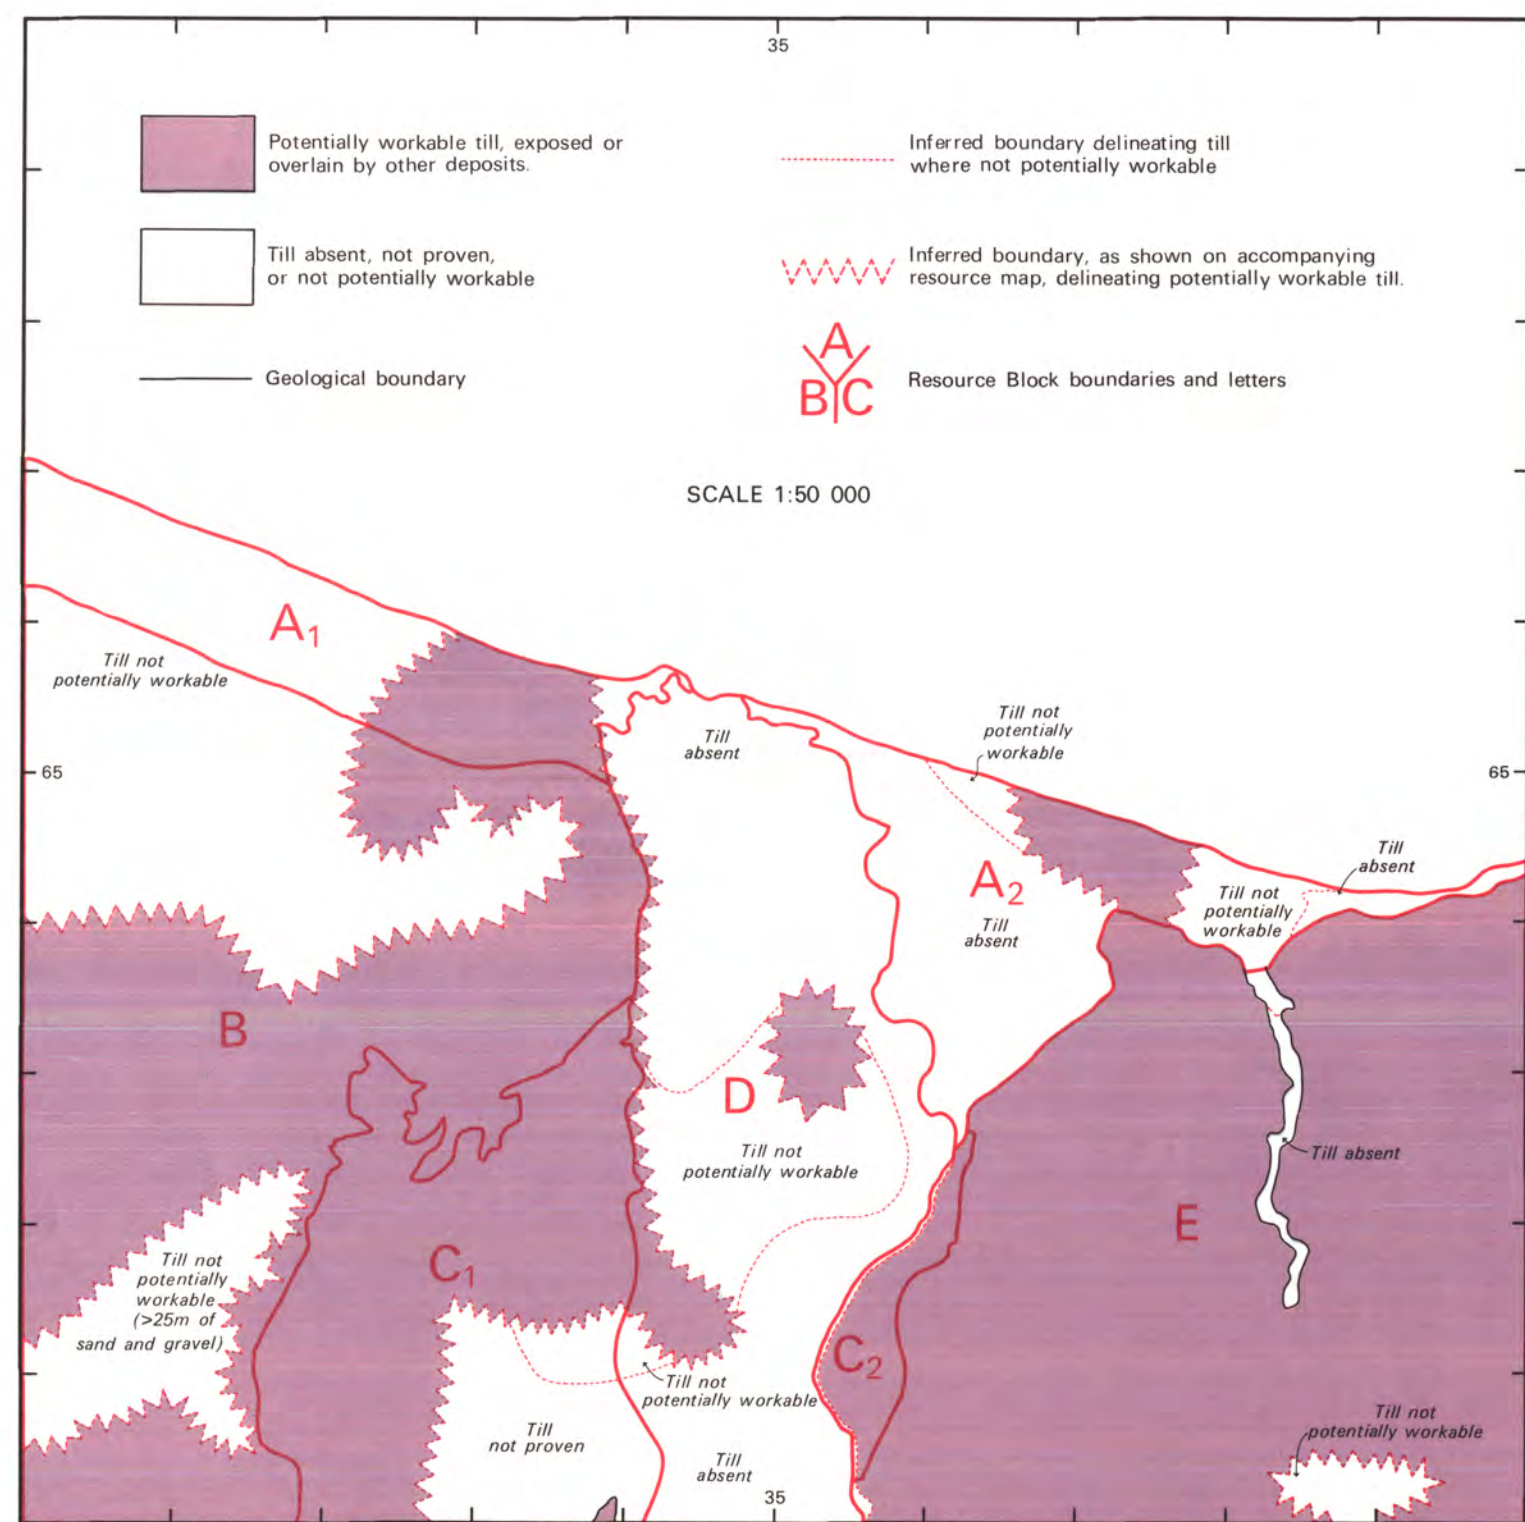 35
Potentially workable till, exposed or
overlain by other deposits.
Inferred boundary delineating till
where not potentially workable
Till absent, not proven,
or not potentially workable
Inferred boundary, as shown on accompanying
resource map, delineating potentially workable till.
Geological boundary
A
B C
Resource Block boundaries and letters
SCALE 1:50 000
A1
Till not
potentially workable
Till
absent
Till not
potentially
workable
65
65
A2
Till
absent
Till
absent
Till not
potentially
workable
B
D
Till not
potentially workable
Till absent
E
C1
Till not
potentially
workable
(>25m of
sand and gravel)
C2
Till not
potentially workable
Till
not proven
Till
absent
Till not
potentially workable
35